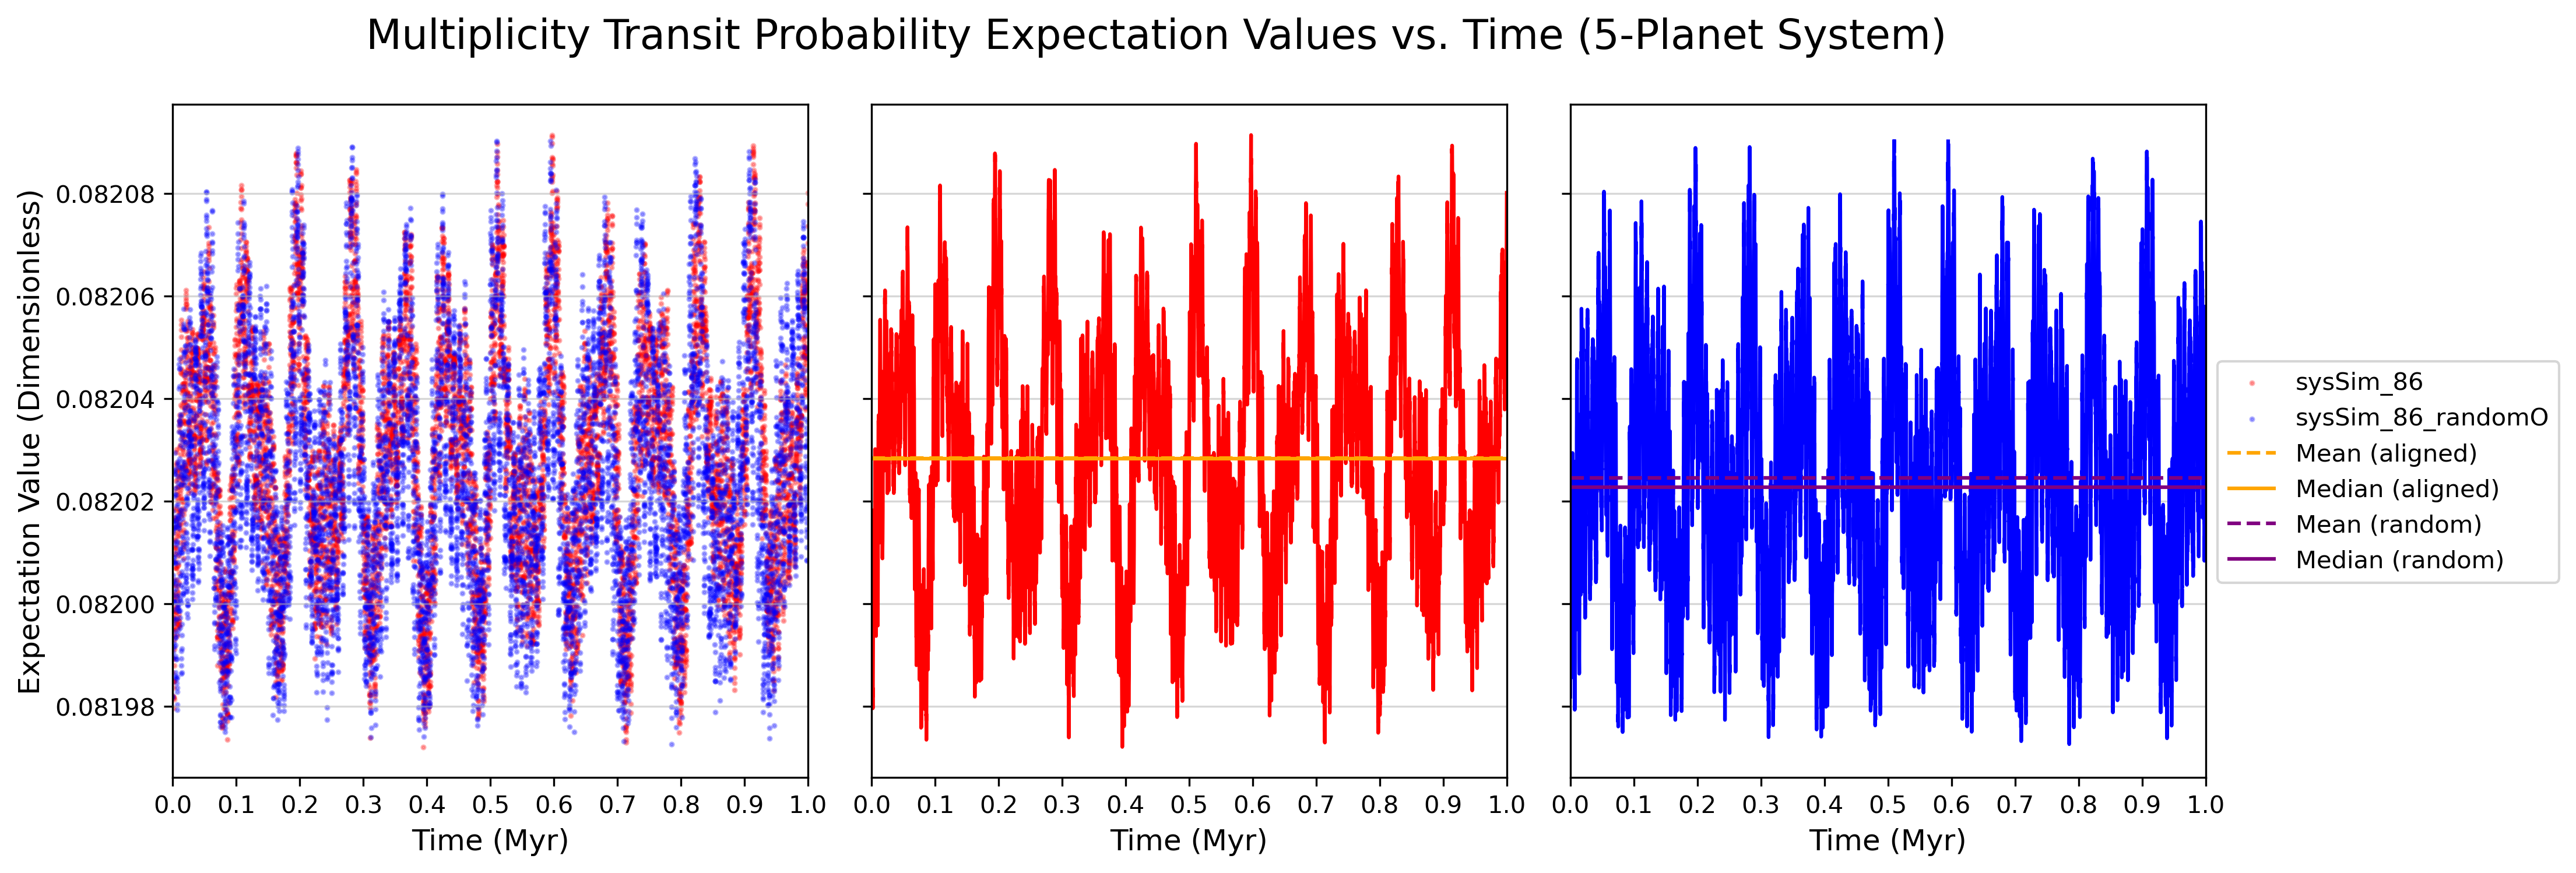 Multiplicity Transit Probability Expectation Values vs. Time (5-Planet System)
Expectation Value (Dimensionless)
0.08208
0.08206
0.08204
0.08202
0.08200
0.08198
0.0 0.1 0.2 0.3 0.4 0.5 0.6 0.7 0.8 0.9 1.0
Time (Myr)
0.0 0.1 0.2 0.3 0.4 0.5 0.6 0.7 0.8 0.9 1.0
Time (Myr)
0.0 0.1 0.2 0.3 0.4 0.5 0.6 0.7 0.8 0.9 1.0
Time (Myr)
sysSim_86
sysSim_86_randomO
Mean (aligned)
Median (aligned)
Mean (random)
Median (random)